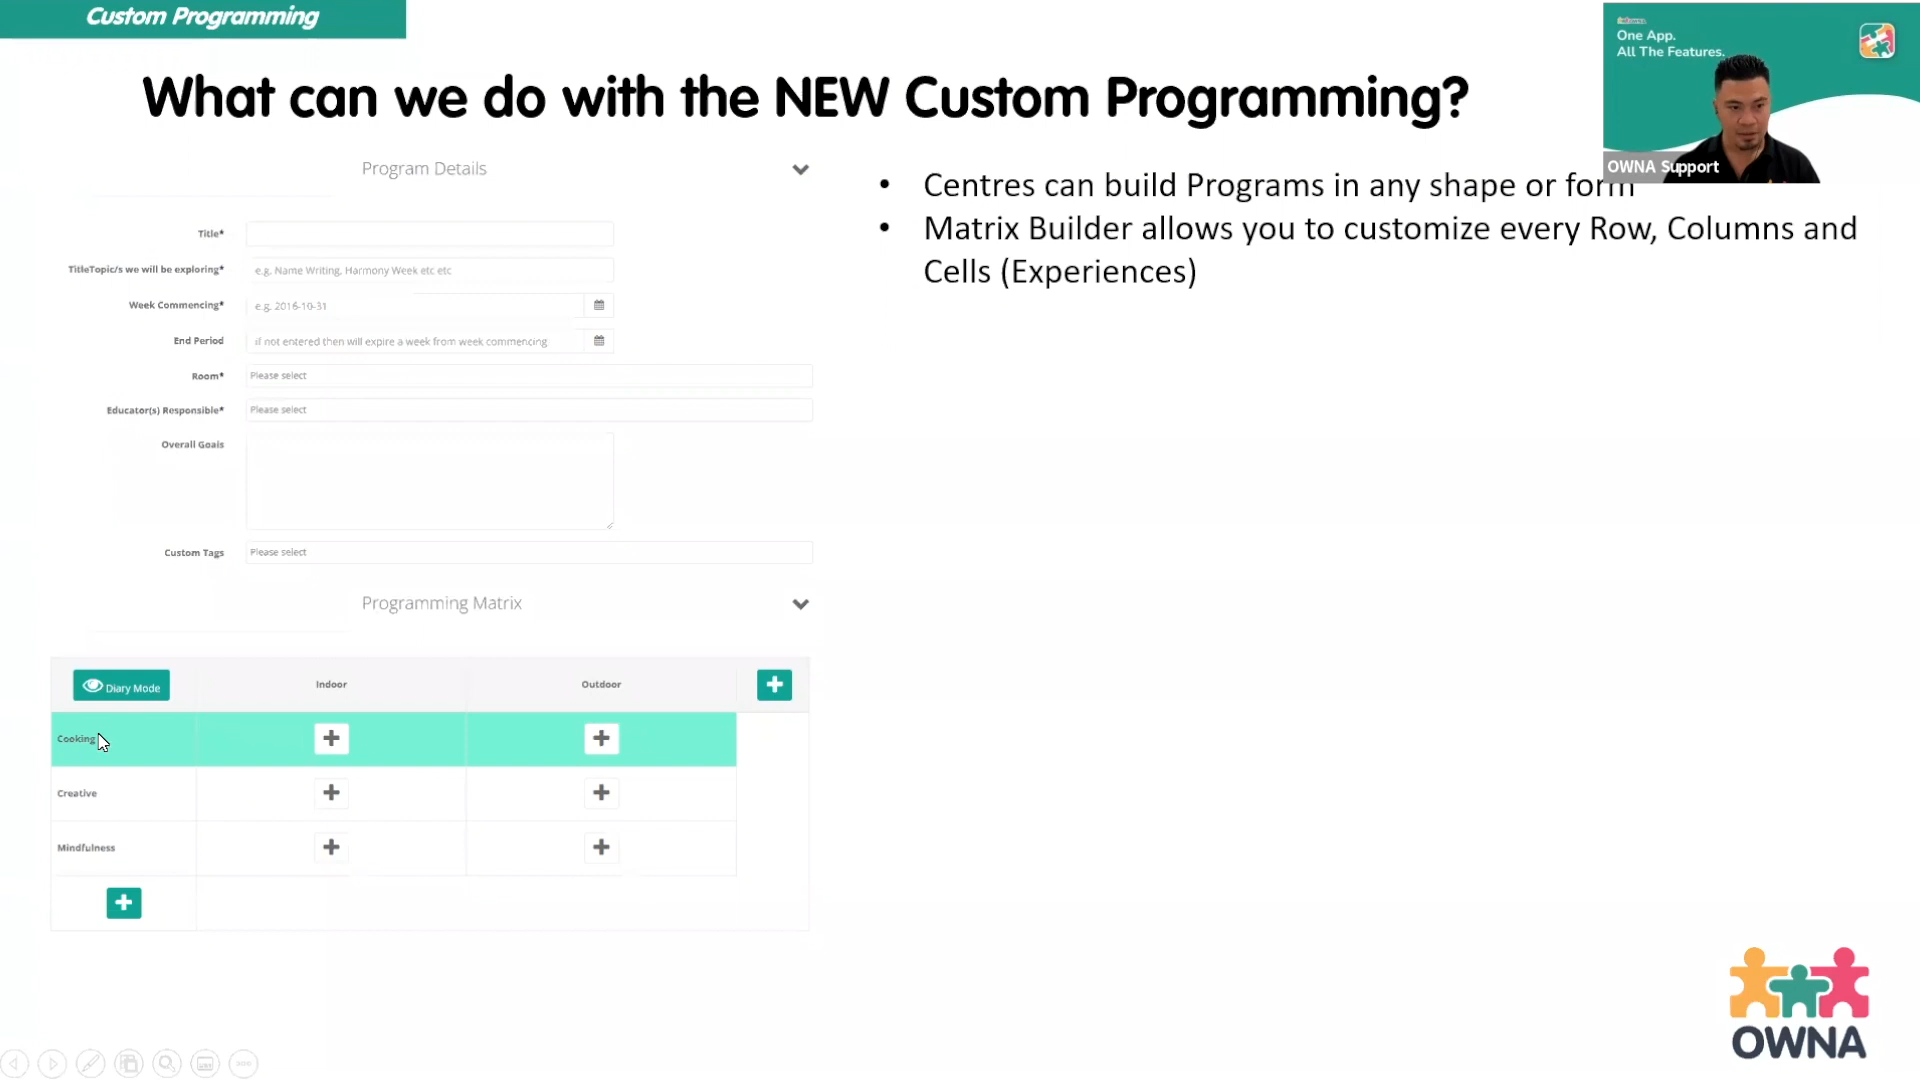 Custom Programming
What can we do with the NEW Custom Programming?
One App.
All The Features.
OWNA Support
Program Details
Title*
TitleTopic/s we will be exploring*
e.g. Name Writing, Harmony Week etc etc
Week Commencing*
e.g. 2016-10-31
End Period
if not entered then will expire a week from week commencing
Room*
Please select
Educator(s) Responsible*
Please select
Overall Goals
Custom Tags
Please select
Programming Matrix
Diary Mode
Indoor
Outdoor
Cooking
Creative
Mindfulness
• Centres can build Programs in any shape or form
• Matrix Builder allows you to customize every Row, Columns and
Cells (Experiences)
OWNA